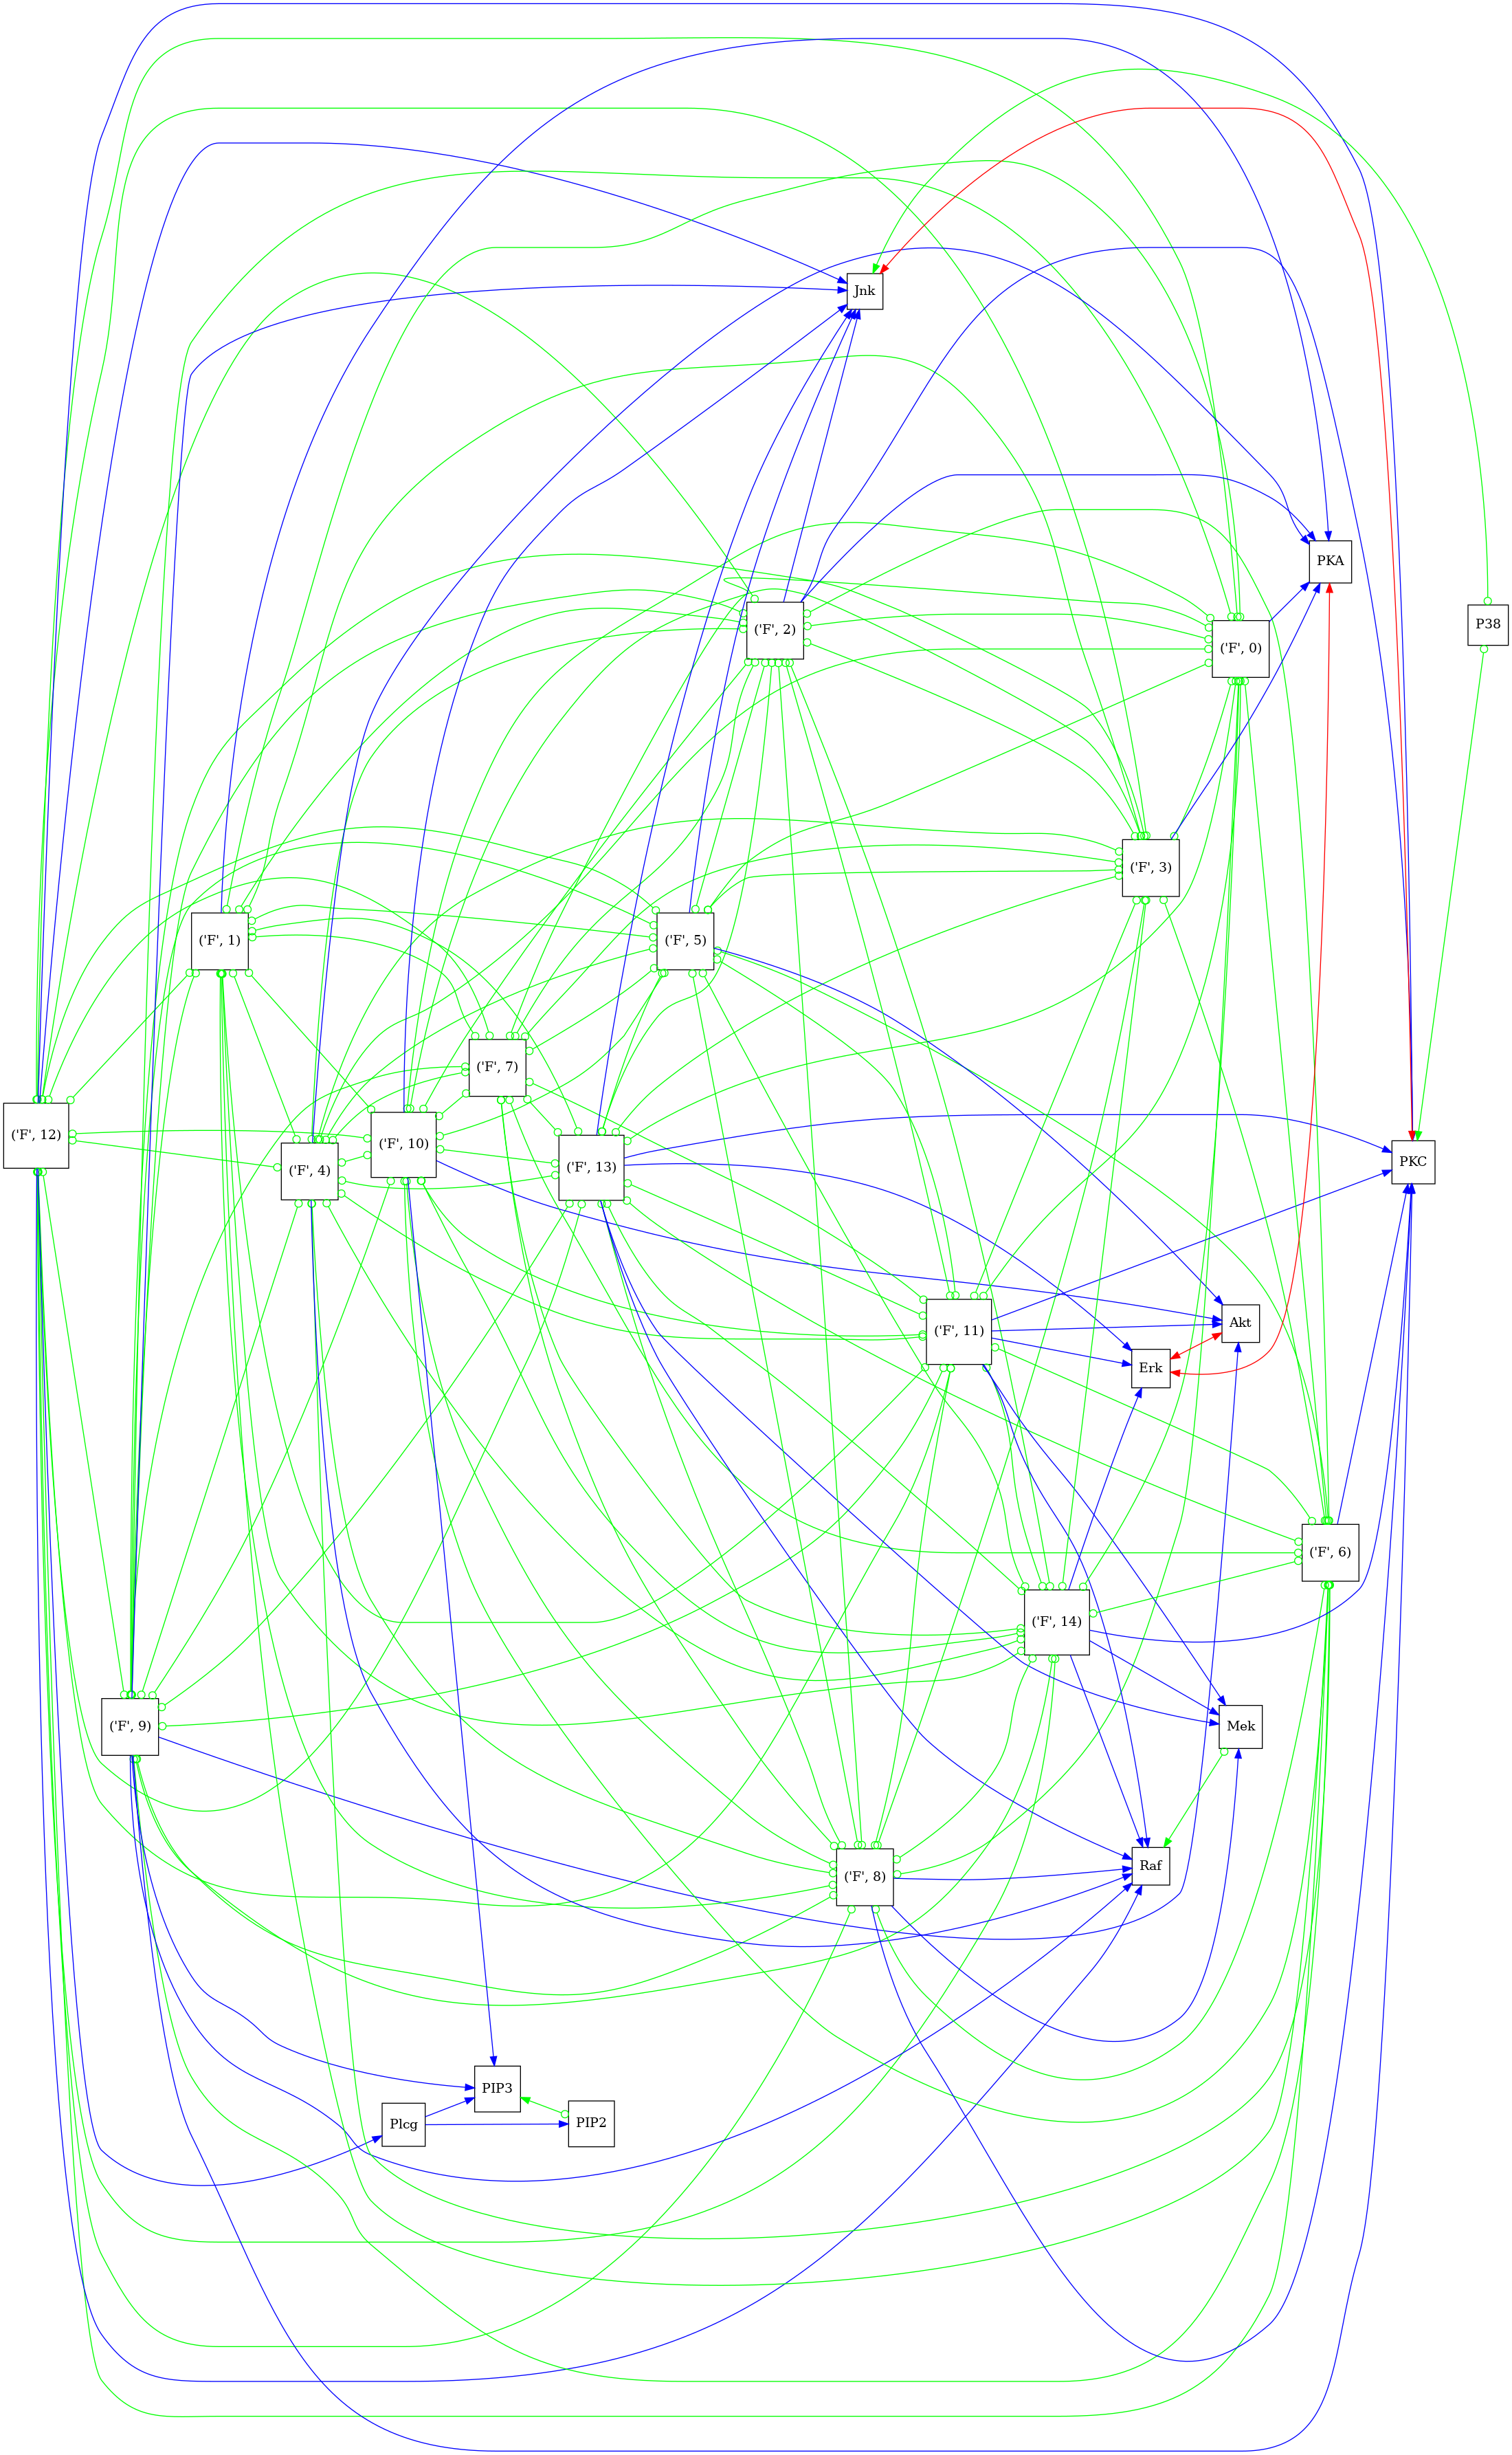 Jnk
PKA
P38
('F', 2)
('F', 0)
('F', 3)
('F', 1)
('F', 5)
('F', 7)
('F', 12)
('F', 10)
('F', 4)
('F', 13)
PKC
('F', 11)
Akt
Erk
('F', 6)
('F', 14)
('F', 9)
Mek
('F', 8)
Raf
PIP3
Plcg
PIP2